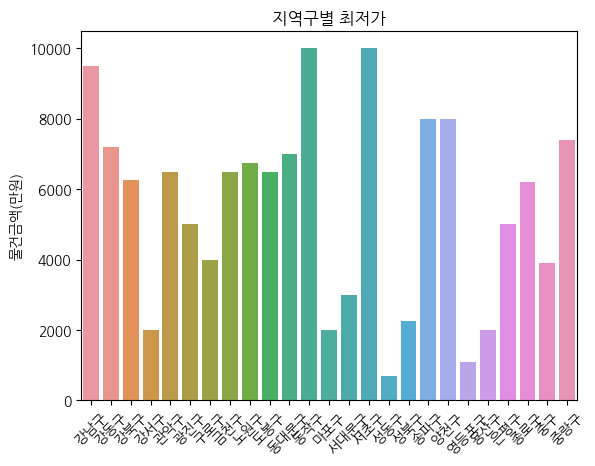 지역구별 최저가
물건금액(만원)
10000
8000
6000
4000
2000
0
강남구
강동구
강북구
강서구
관악구
광진구
구로구
금천구
노원구
도봉구
동대문구
동작구
마포구
서대문구
서초구
성동구
성북구
송파구
양천구
영등포구
용산구
은평구
종로구
중구
중랑구